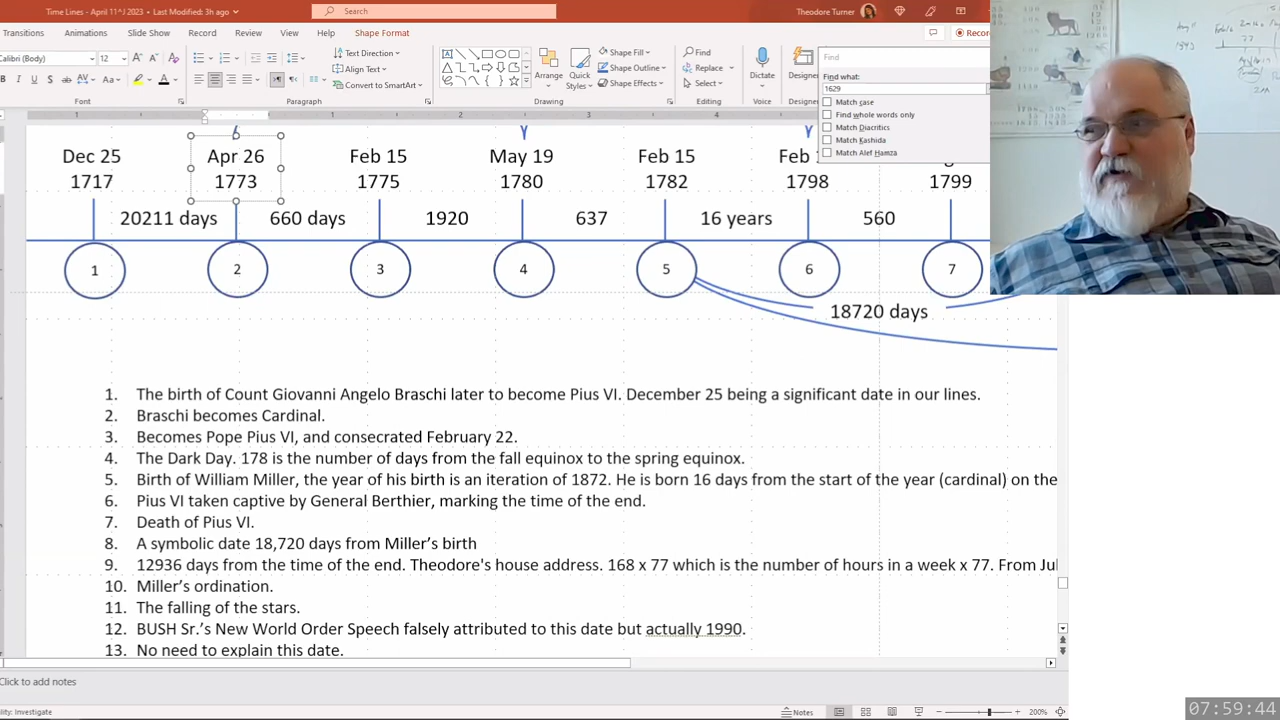 Time Lines - April 11^J 2023 • Last Modified: 3h ago
Search
Theodore Turner
Transitions Animations Slide Show Record Review View Help Shape Format
Recor
Calibri (Body) 12
Text Direction
Align Text
Convert to SmartArt
Arrange
Quick Styles
Shape Fill
Shape Outline
Shape Effects
Find
Replace
Select
Dictate
Designe
Font Paragraph Drawing Editing Voice Designe
Find
Find what:
1629
Match case
Find whole words only
Match Diacritics
Match Kashida
Match Alef Hamza
Dec 25 Apr 26 Feb 15 May 19 Feb 15 Feb
1717 1773 1775 1780 1782 1798 1799
20211 days 660 days 1920 637 16 years 560
1 2 3 4 5 6 7
18720 days
1. The birth of Count Giovanni Angelo Braschi later to become Pius VI. December 25 being a significant date in our lines.
2. Braschi becomes Cardinal.
3. Becomes Pope Pius VI, and consecrated February 22.
4. The Dark Day. 178 is the number of days from the fall equinox to the spring equinox.
5. Birth of William Miller, the year of his birth is an iteration of 1872. He is born 16 days from the start of the year (cardinal) on the
6. Pius VI taken captive by General Berthier, marking the time of the end.
7. Death of Pius VI.
8. A symbolic date 18,720 days from Miller's birth
9. 12936 days from the time of the end. Theodore's house address. 168 x 77 which is the number of hours in a week x 77. From Jul
10. Miller's ordination.
11. The falling of the stars.
12. BUSH Sr.'s New World Order Speech falsely attributed to this date but actually 1990.
13. No need to explain this date.
Click to add notes
ility: Investigate
Notes
200%
07:59:44